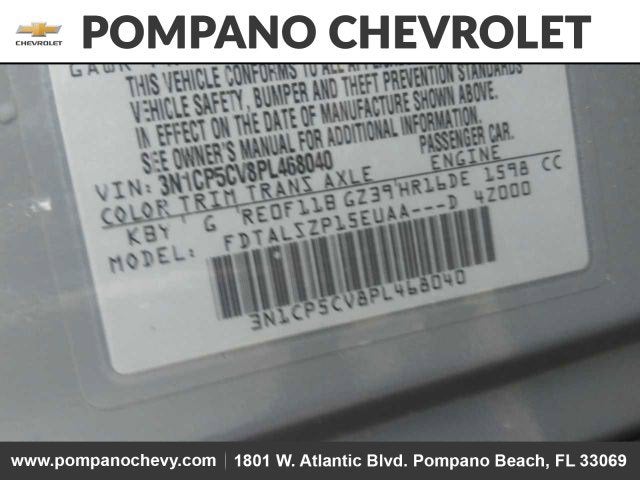 CHEVROLET
POMPANO CHEVROLET
THIS VEHICLE CONFORMS TO ALL APPLICABLE
VEHICLE SAFETY, BUMPER AND THEFT PREVENTION STANDARDS
IN EFFECT ON THE DATE OF MANUFACTURE SHOWN ABOVE.
SEE OWNER'S MANUAL FOR ADDITIONAL INFORMATION.
VIN: 3N1CP5CV8PL468040 PASSENGER CAR.
COLOR TRIM TRANS AXLE ENGINE
KBY G RE0F11B GZ39 HR16DE 1598 CC
MODEL: FDTALSZP15EUAA---D 4Z000
3N1CP5CV8PL468040
www.pompanochevy.com 1801 W. Atlantic Blvd. Pompano Beach, FL 33069